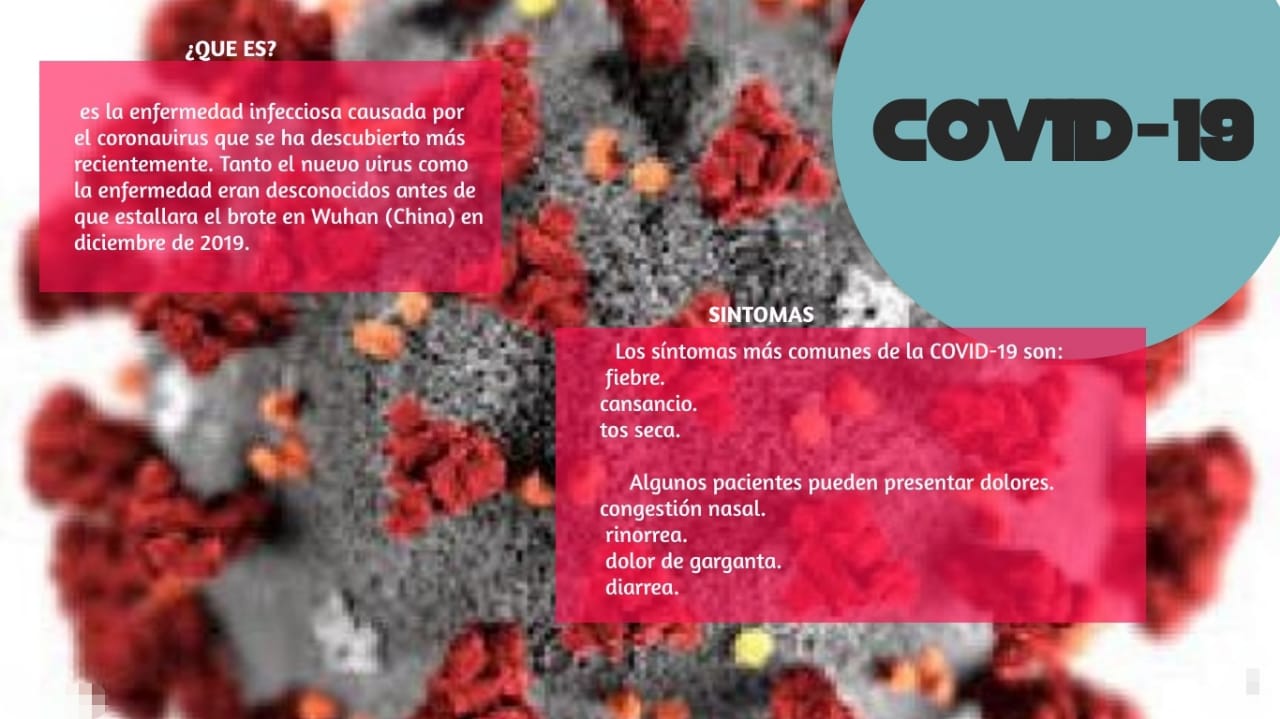 ¿QUE ES?
es la enfermedad infecciosa causada por
el coronavirus que se ha descubierto más
recientemente. Tanto el nuevo virus como
la enfermedad eran desconocidos antes de
que estallara el brote en Wuhan (China) en
diciembre de 2019.
COVID-19
SINTOMAS
Los síntomas más comunes de la COVID-19 son:
fiebre.
cansancio.
tos seca.
Algunos pacientes pueden presentar dolores.
congestión nasal.
rinorrea.
dolor de garganta.
diarrea.